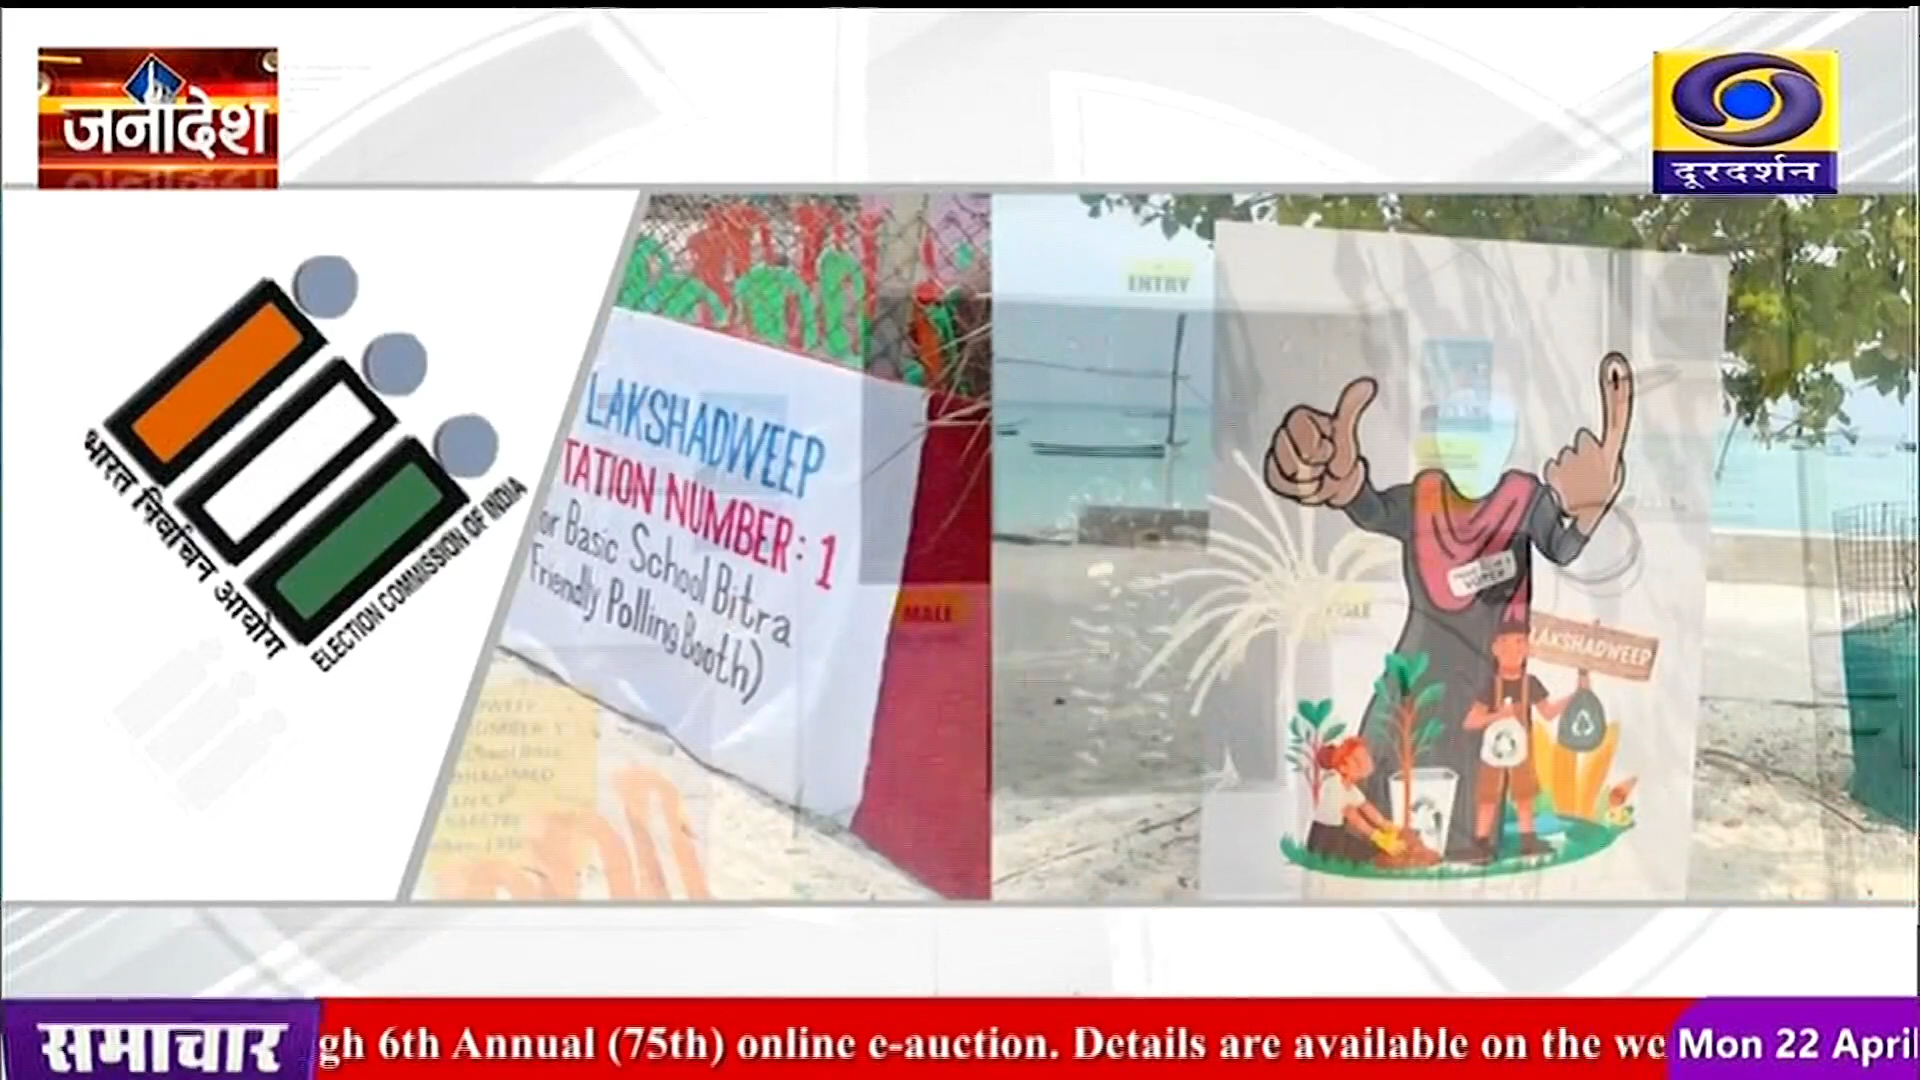 जनादेश
दूरदर्शन
ENTRY
LAKSHADWEEP
TATION NUMBER: 1
or Basic School Bitra
Friendly Polling Booth)
MALE
VOTER
LAKSHADWEEP
भारत निर्वाचन आयोग
ELECTION COMMISSION OF INDIA
समाचार
gh 6th Annual (75th) online e-auction. Details are available on the we
Mon 22 April